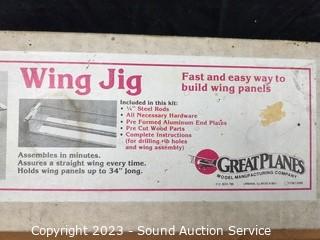 Wing Jig
Fast and easy way to
build wing panels
Included in this kit:
• ¼" Steel Rods
• All Necessary Hardware
• Pre Formed Aluminum End Plates
• Pre Cut Wood Parts
• Complete Instructions
(for drilling rib holes
and wing assembly)
Assembles in minutes.
Assures a straight wing every time.
Holds wing panels up to 34" long.
GREAT PLANES
MODEL MANUFACTURING COMPANY
Copyright 2023 - Sound Auction Service